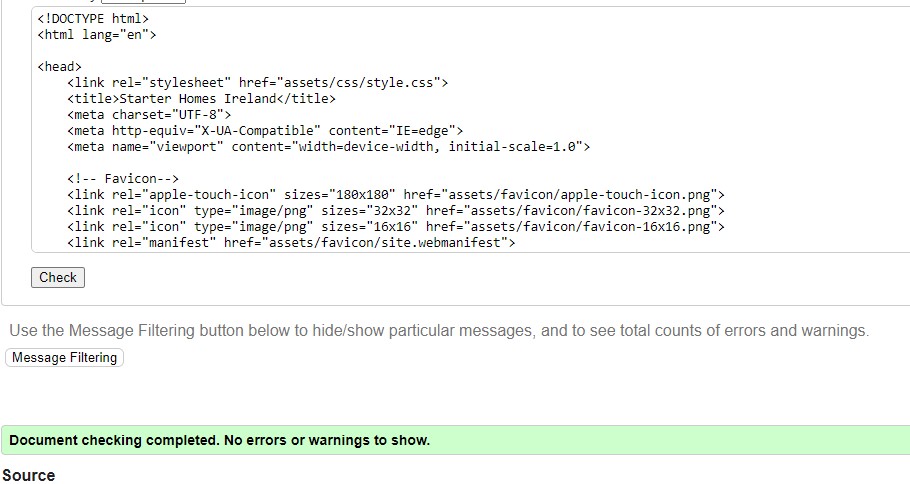 <!DOCTYPE html>
<html lang="en">
<head>
<link rel="stylesheet" href="assets/css/style.css">
<title>Starter Homes Ireland</title>
<meta charset="UTF-8">
<meta http-equiv="X-UA-Compatible" content="IE=edge">
<meta name="viewport" content="width=device-width, initial-scale=1.0">
<!-- Favicon-->
<link rel="apple-touch-icon" sizes="180x180" href="assets/favicon/apple-touch-icon.png">
<link rel="icon" type="image/png" sizes="32x32" href="assets/favicon/favicon-32x32.png">
<link rel="icon" type="image/png" sizes="16x16" href="assets/favicon/favicon-16x16.png">
<link rel="manifest" href="assets/favicon/site.webmanifest">
Check
Use the Message Filtering button below to hide/show particular messages, and to see total counts of errors and warnings.
Message Filtering
Document checking completed. No errors or warnings to show.
Source